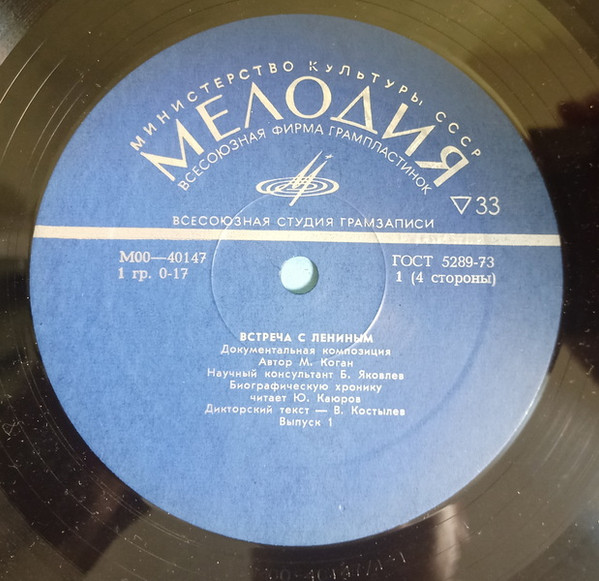 МИНИСТЕРСТВО КУЛЬТУРЫ СССР
МЕЛОДИЯ
ВСЕСОЮЗНАЯ ФИРМА ГРАМПЛАСТИНОК
▽33
ВСЕСОЮЗНАЯ СТУДИЯ ГРАМЗАПИСИ
М00—40147
1 гр. 0-17
ГОСТ 5289-73
1 (4 стороны)
ВСТРЕЧА С ЛЕНИНЫМ
Документальная композиция
Автор М. Коган
Научный консультант Б. Яковлев
Биографическую хронику
читает Ю. Каюров
Дикторский текст — В. Костылев
Выпуск 1